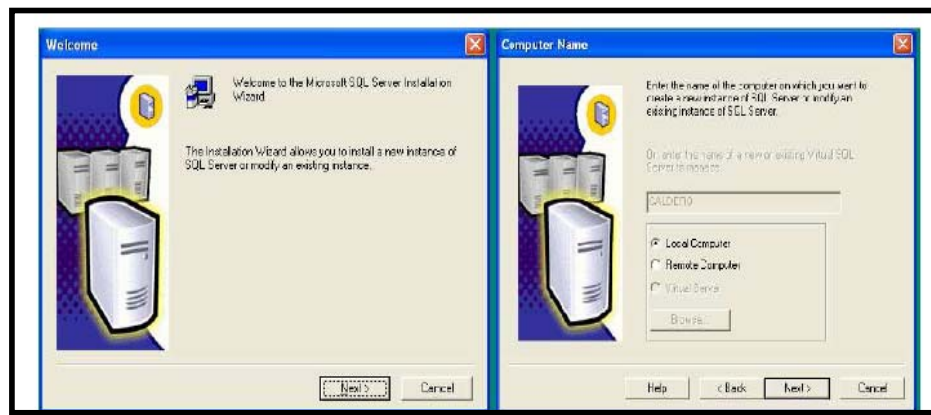 Welcome
Welcome to the Microsoft SQL Server Installation
Wizard
The Installation Wizard allows you to install a new instance of
SQL Server or modify an existing instance.
Next >
Cancel
Computer Name
Enter the name of the computer on which you want to
create a new instance of SQL Server or modify an
existing instance of SQL Server.
Or, enter the name of a new or existing Virtual SQL
Server to manage.
Local Computer
Remote Computer
Virtual Server
Browse...
Help
< Back
Next >
Cancel